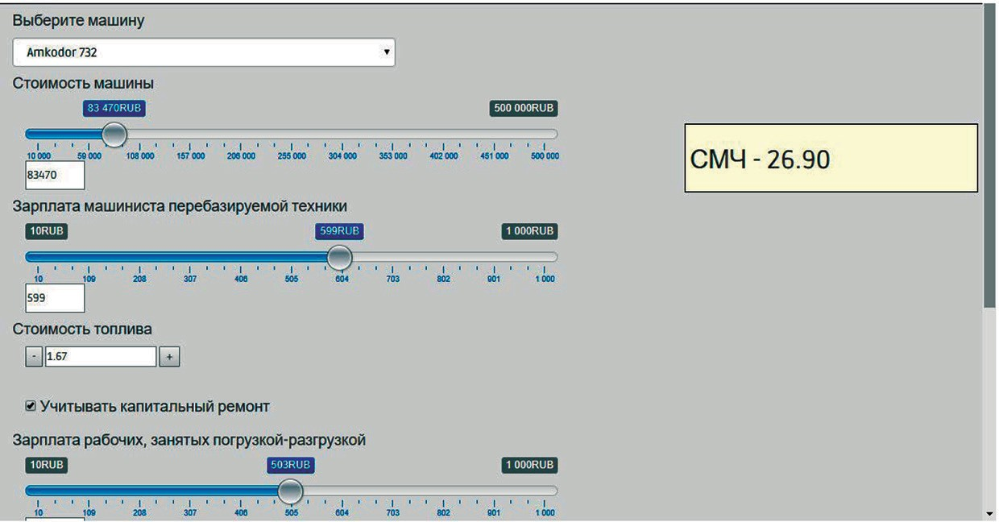 Выберите машину
Amkodor 732
Стоимость машины
83 470RUB 500 000RUB
10 000 59 000 108 000 157 000 206 000 255 000 304 000 353 000 402 000 451 000 500 000
83470
СМЧ - 26.90
Зарплата машиниста перебазируемой техники
10RUB 599RUB 1 000RUB
10 109 208 307 406 505 604 703 802 901 1 000
599
Стоимость топлива
- 1.67 +
Учитывать капитальный ремонт
Зарплата рабочих, занятых погрузкой-разгрузкой
10RUB 503RUB 1 000RUB
10 109 208 307 406 505 604 703 802 901 1 000